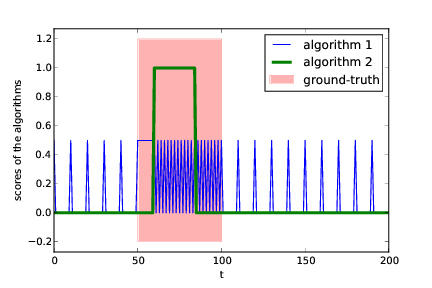 algorithm 1
algorithm 2
ground-truth
scores of the algorithms
1.2
1.0
0.8
0.6
0.4
0.2
0.0
−0.2
0 50 100 150 200
t